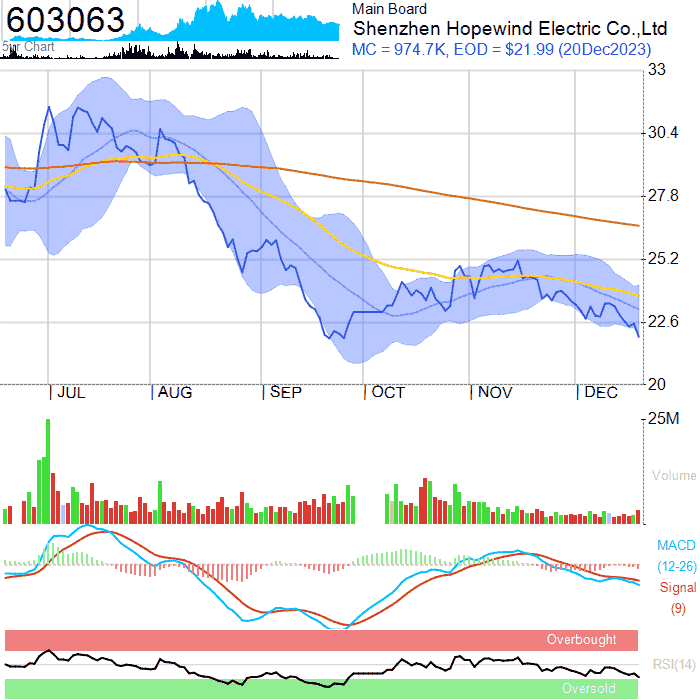 603063
5yr Chart
Main Board
Shenzhen Hopewind Electric Co.,Ltd
MC = 974.7K, EOD = $21.99 (20Dec2023)
33
30.4
27.8
25.2
22.6
20
JUL
AUG
SEP
OCT
NOV
DEC
25M
Volume
MACD
(12-26)
Signal
(9)
Overbought
RSI(14)
Oversold